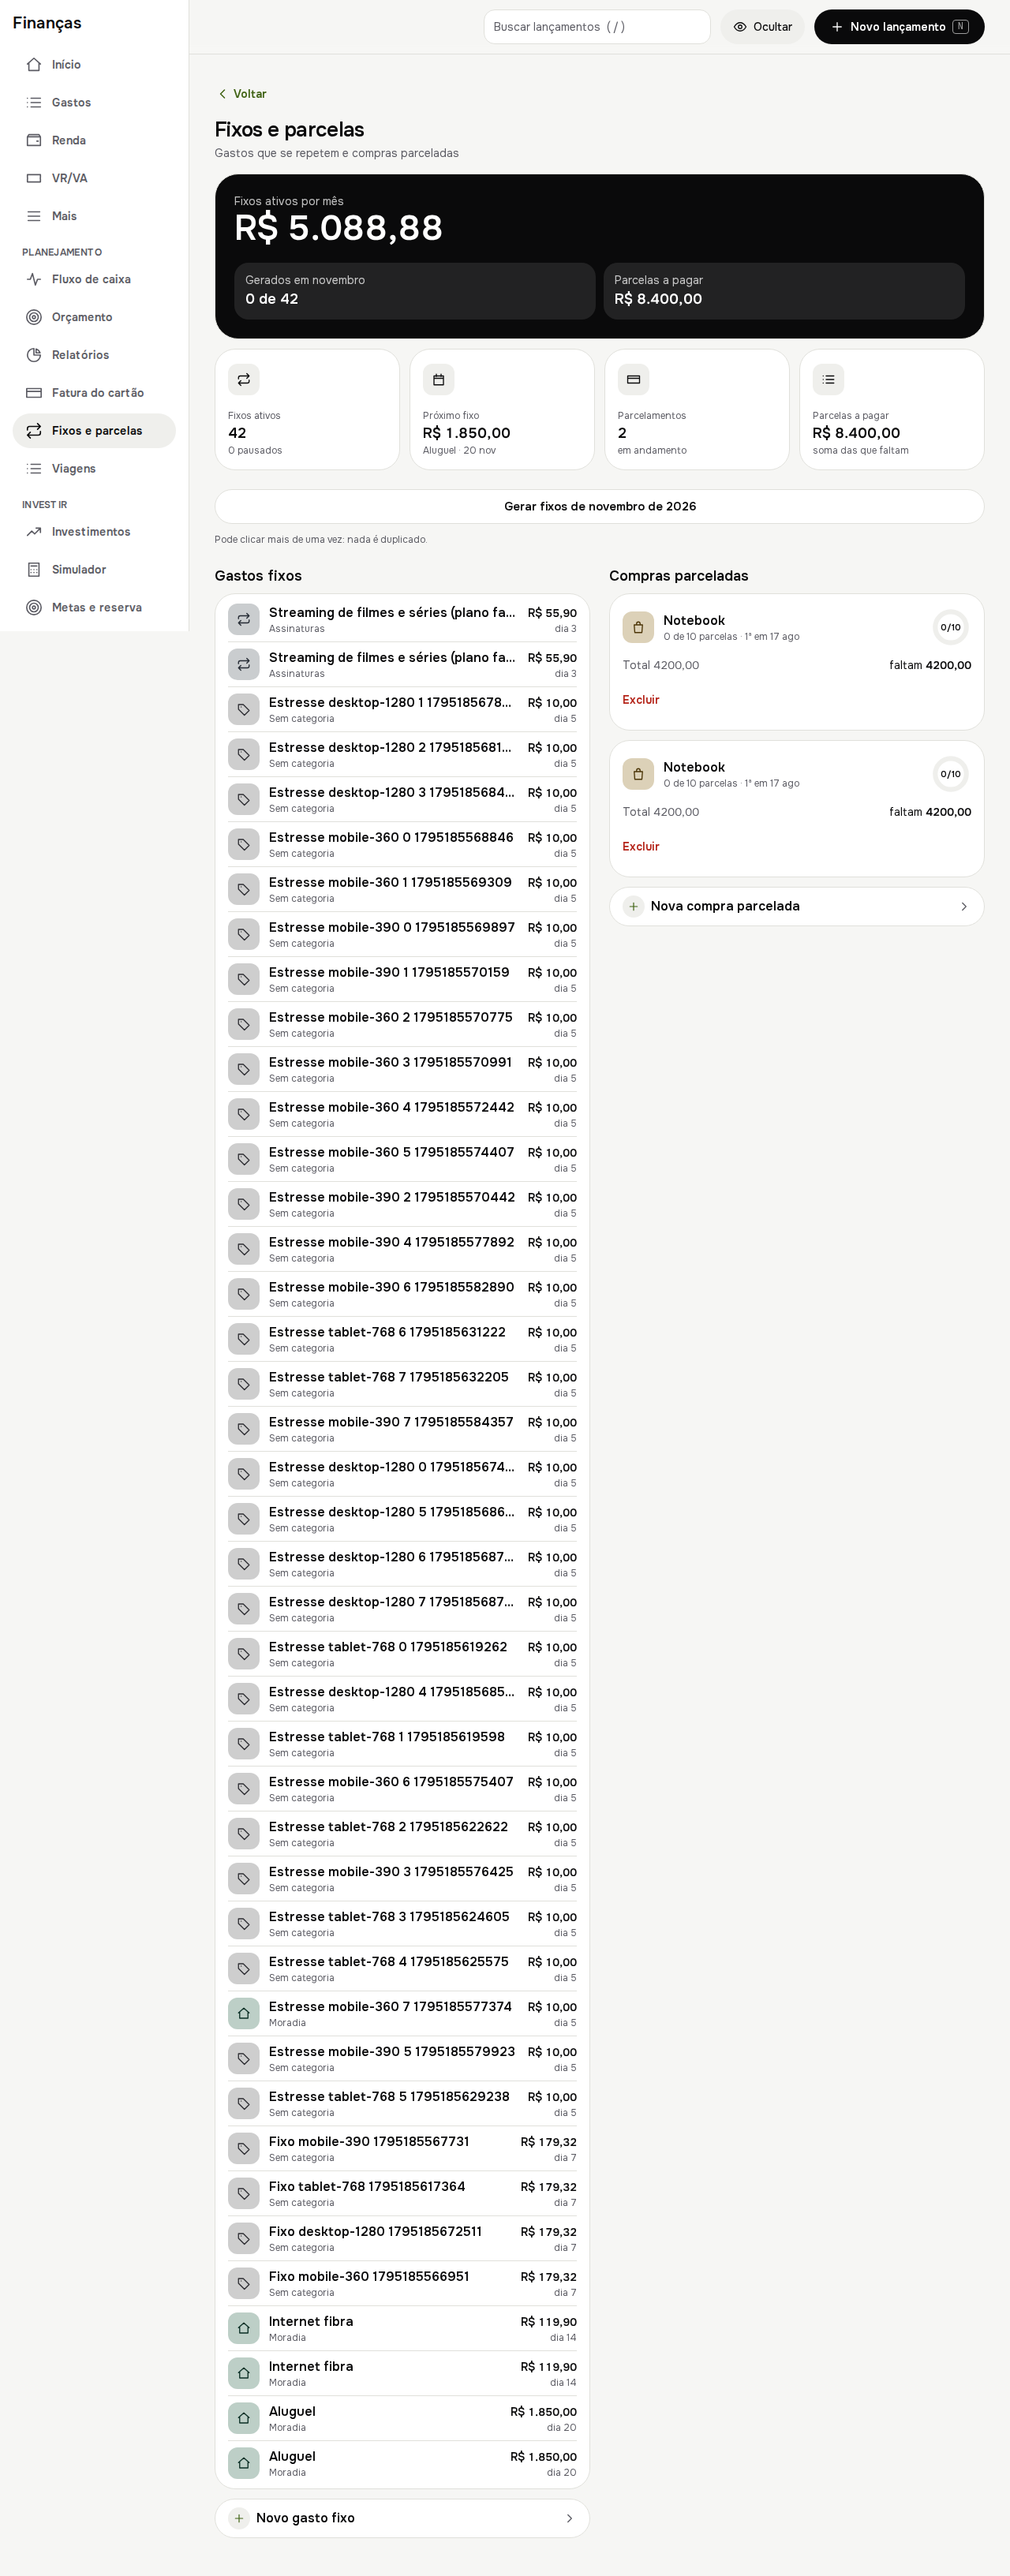 Finanças
Início
Gastos
Renda
VR/VA
Mais
PLANEJAMENTO
Fluxo de caixa
Orçamento
Relatórios
Fatura do cartão
Fixos e parcelas
Viagens
INVESTIR
Investimentos
Simulador
Metas e reserva
Buscar lançamentos ( / )
Ocultar
Novo lançamento N
Voltar
Fixos e parcelas
Gastos que se repetem e compras parceladas
Fixos ativos por mês
R$ 5.088,88
Gerados em novembro
0 de 42
Parcelas a pagar
R$ 8.400,00
Fixos ativos
42
0 pausados
Próximo fixo
R$ 1.850,00
Aluguel · 20 nov
Parcelamentos
2
em andamento
Parcelas a pagar
R$ 8.400,00
soma das que faltam
Gerar fixos de novembro de 2026
Pode clicar mais de uma vez: nada é duplicado.
Gastos fixos
Streaming de filmes e séries (plano fa... R$ 55,90
Assinaturas dia 3
Streaming de filmes e séries (plano fa... R$ 55,90
Assinaturas dia 3
Estresse desktop-1280 1 1795185678... R$ 10,00
Sem categoria dia 5
Estresse desktop-1280 2 1795185681... R$ 10,00
Sem categoria dia 5
Estresse desktop-1280 3 1795185684... R$ 10,00
Sem categoria dia 5
Estresse mobile-360 0 1795185568846 R$ 10,00
Sem categoria dia 5
Estresse mobile-360 1 1795185569309 R$ 10,00
Sem categoria dia 5
Estresse mobile-390 0 1795185569897 R$ 10,00
Sem categoria dia 5
Estresse mobile-390 1 1795185570159 R$ 10,00
Sem categoria dia 5
Estresse mobile-360 2 1795185570775 R$ 10,00
Sem categoria dia 5
Estresse mobile-360 3 1795185570991 R$ 10,00
Sem categoria dia 5
Estresse mobile-360 4 1795185572442 R$ 10,00
Sem categoria dia 5
Estresse mobile-360 5 1795185574407 R$ 10,00
Sem categoria dia 5
Estresse mobile-390 2 1795185570442 R$ 10,00
Sem categoria dia 5
Estresse mobile-390 4 1795185577892 R$ 10,00
Sem categoria dia 5
Estresse mobile-390 6 1795185582890 R$ 10,00
Sem categoria dia 5
Estresse tablet-768 6 1795185631222 R$ 10,00
Sem categoria dia 5
Estresse tablet-768 7 1795185632205 R$ 10,00
Sem categoria dia 5
Estresse mobile-390 7 1795185584357 R$ 10,00
Sem categoria dia 5
Estresse desktop-1280 0 1795185674... R$ 10,00
Sem categoria dia 5
Estresse desktop-1280 5 1795185686... R$ 10,00
Sem categoria dia 5
Estresse desktop-1280 6 1795185687... R$ 10,00
Sem categoria dia 5
Estresse desktop-1280 7 1795185687... R$ 10,00
Sem categoria dia 5
Estresse tablet-768 0 1795185619262 R$ 10,00
Sem categoria dia 5
Estresse desktop-1280 4 1795185685... R$ 10,00
Sem categoria dia 5
Estresse tablet-768 1 1795185619598 R$ 10,00
Sem categoria dia 5
Estresse mobile-360 6 1795185575407 R$ 10,00
Sem categoria dia 5
Estresse tablet-768 2 1795185622622 R$ 10,00
Sem categoria dia 5
Estresse mobile-390 3 1795185576425 R$ 10,00
Sem categoria dia 5
Estresse tablet-768 3 1795185624605 R$ 10,00
Sem categoria dia 5
Estresse tablet-768 4 1795185625575 R$ 10,00
Sem categoria dia 5
Estresse mobile-360 7 1795185577374 R$ 10,00
Moradia dia 5
Estresse mobile-390 5 1795185579923 R$ 10,00
Sem categoria dia 5
Estresse tablet-768 5 1795185629238 R$ 10,00
Sem categoria dia 5
Fixo mobile-390 1795185567731 R$ 179,32
Sem categoria dia 7
Fixo tablet-768 1795185617364 R$ 179,32
Sem categoria dia 7
Fixo desktop-1280 1795185672511 R$ 179,32
Sem categoria dia 7
Fixo mobile-360 1795185566951 R$ 179,32
Sem categoria dia 7
Internet fibra R$ 119,90
Moradia dia 14
Internet fibra R$ 119,90
Moradia dia 14
Aluguel R$ 1.850,00
Moradia dia 20
Aluguel R$ 1.850,00
Moradia dia 20
Novo gasto fixo
Compras parceladas
Notebook
0 de 10 parcelas · 1ª em 17 ago
0/10
Total 4200,00 faltam 4200,00
Excluir
Notebook
0 de 10 parcelas · 1ª em 17 ago
0/10
Total 4200,00 faltam 4200,00
Excluir
Nova compra parcelada